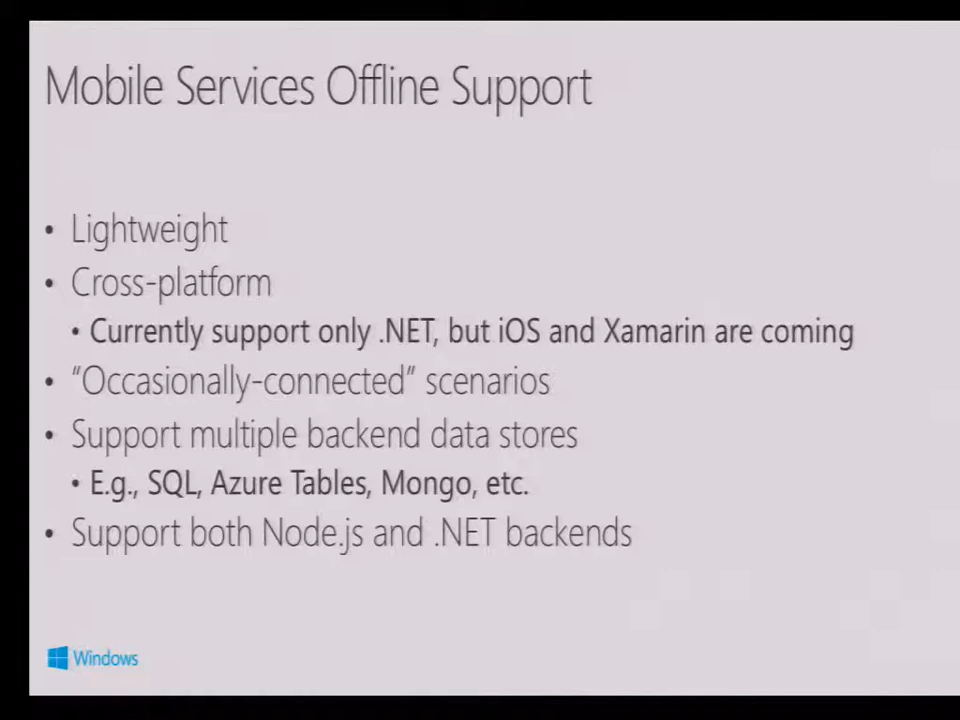 Mobile Services Offline Support
• Lightweight
• Cross-platform
• Currently support only .NET, but iOS and Xamarin are coming
• “Occasionally-connected” scenarios
• Support multiple backend data stores
• E.g., SQL, Azure Tables, Mongo, etc.
• Support both Node.js and .NET backends
Windows